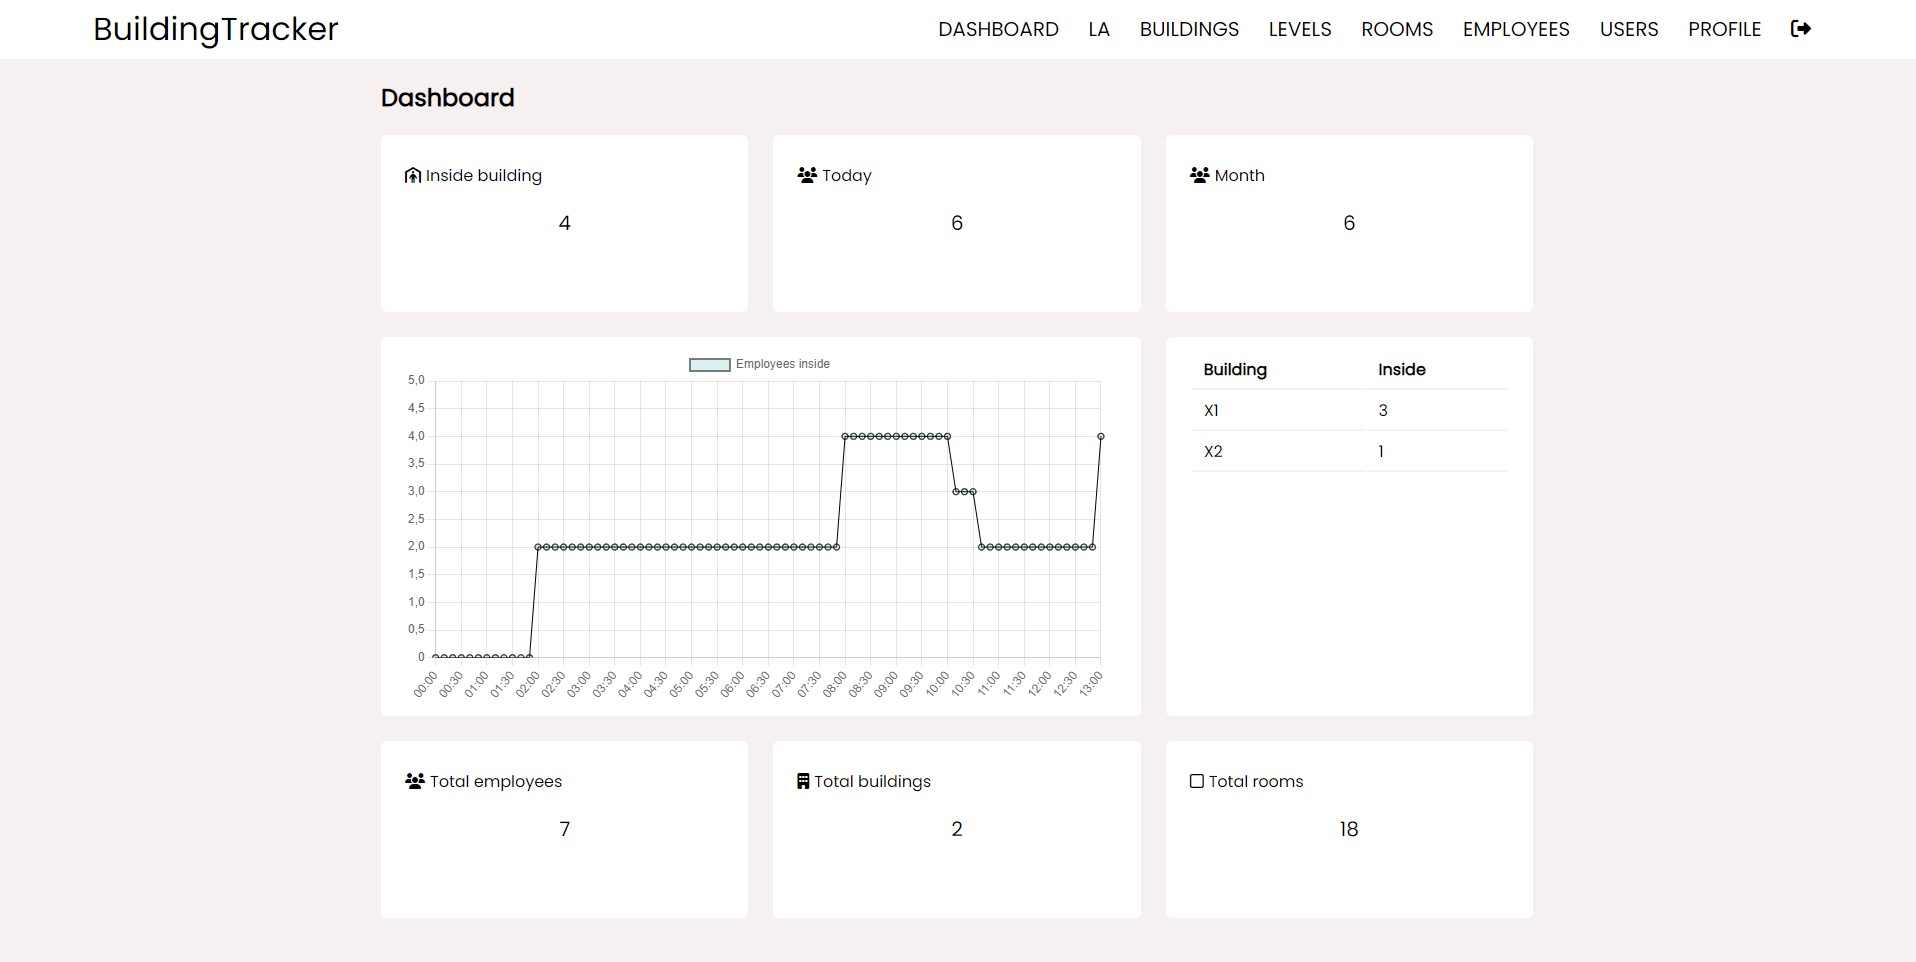 BuildingTracker
DASHBOARD LA BUILDINGS LEVELS ROOMS EMPLOYEES USERS PROFILE
Dashboard
Inside building
4
Today
6
Month
6
Employees inside
5,0
4,5
4,0
3,5
3,0
2,5
2,0
1,5
1,0
0,5
0
00:00 00:30 01:00 01:30 02:00 02:30 03:00 03:30 04:00 04:30 05:00 05:30 06:00 06:30 07:00 07:30 08:00 08:30 09:00 09:30 10:00 10:30 11:00 11:30 12:00 12:30 13:00
Building Inside
X1 3
X2 1
Total employees
7
Total buildings
2
Total rooms
18